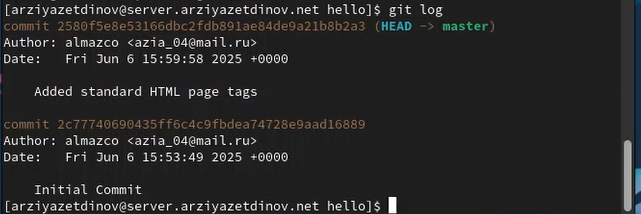 [arziyazetdinov@server.arziyazetdinov.net hello]$ git log
commit 2580f5e8e53166dbc2fdb891ae84de9a21b8b2a3 (HEAD -> master)
Author: almazco <azia_04@mail.ru>
Date:   Fri Jun 6 15:59:58 2025 +0000
    Added standard HTML page tags
commit 2c77740690435ff6c4c9fbdea74728e9aad16889
Author: almazco <azia_04@mail.ru>
Date:   Fri Jun 6 15:53:49 2025 +0000
    Initial Commit
[arziyazetdinov@server.arziyazetdinov.net hello]$